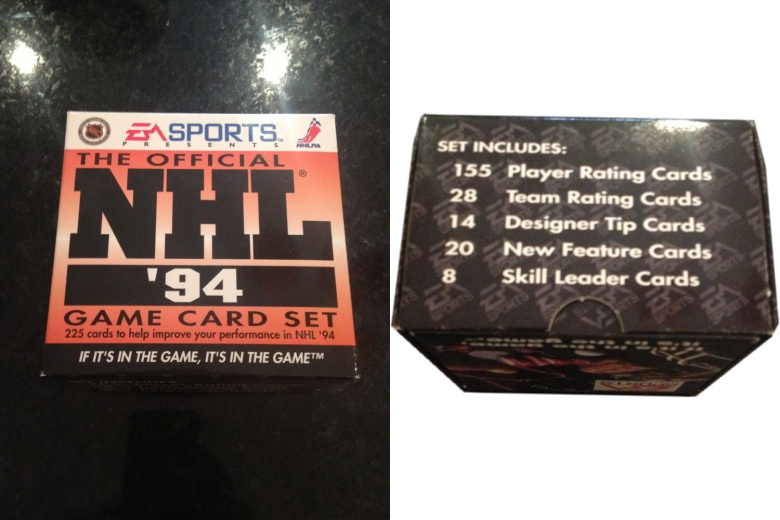 EA SPORTS
PRESENTS
NHLPA
THE OFFICIAL
NHL®
'94
GAME CARD SET
225 cards to help improve your performance in NHL '94
IF IT'S IN THE GAME, IT'S IN THE GAME™
SET INCLUDES:
155 Player Rating Cards
28 Team Rating Cards
14 Designer Tip Cards
20 New Feature Cards
8 Skill Leader Cards